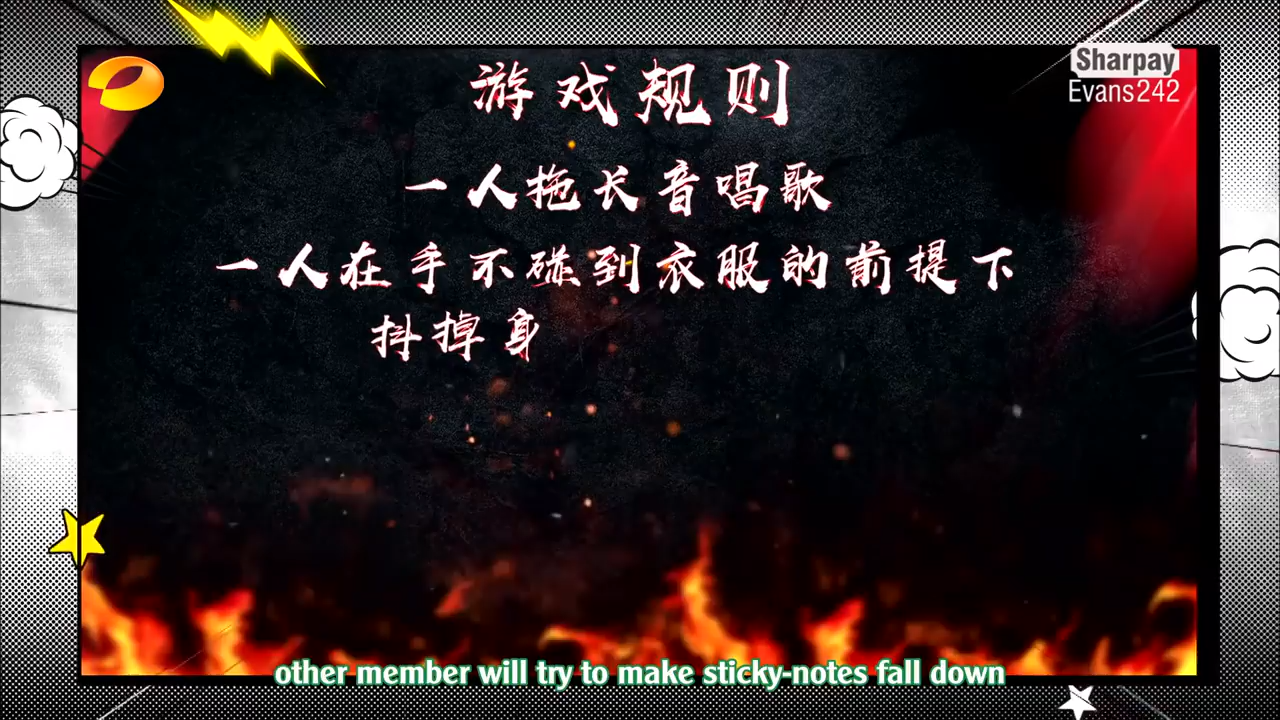 Sharpay
Evans242
游戏规则
一人拖长音唱歌
一人在手不碰到衣服的前提下
抖掉身
other member will try to make sticky-notes fall down